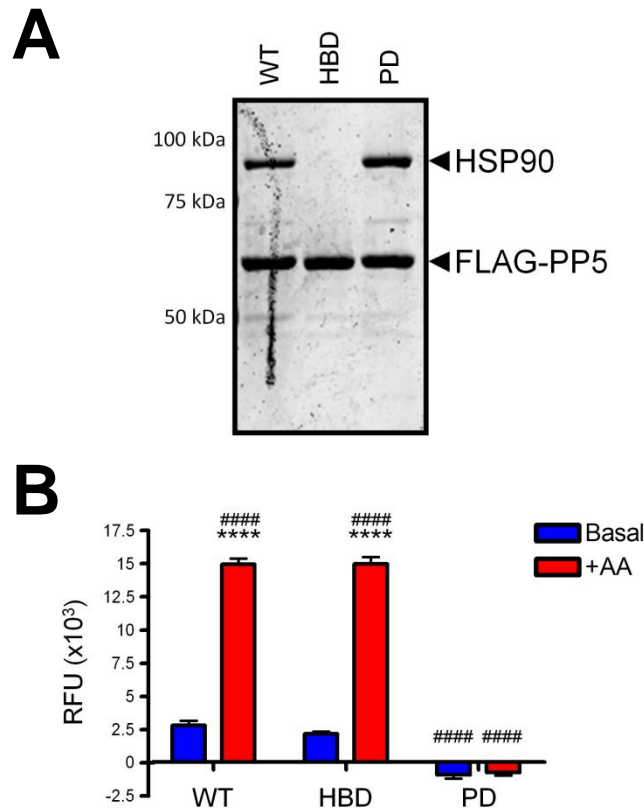 A
WT HBD PD
100 kDa
HSP90
75 kDa
FLAG-PP5
50 kDa
B
#### ####
**** ****
Basal
+AA
17.5
15
12.5
10
7.5
5
2.5
0
-2.5
RFU (x10³)
#### ####
WT HBD PD